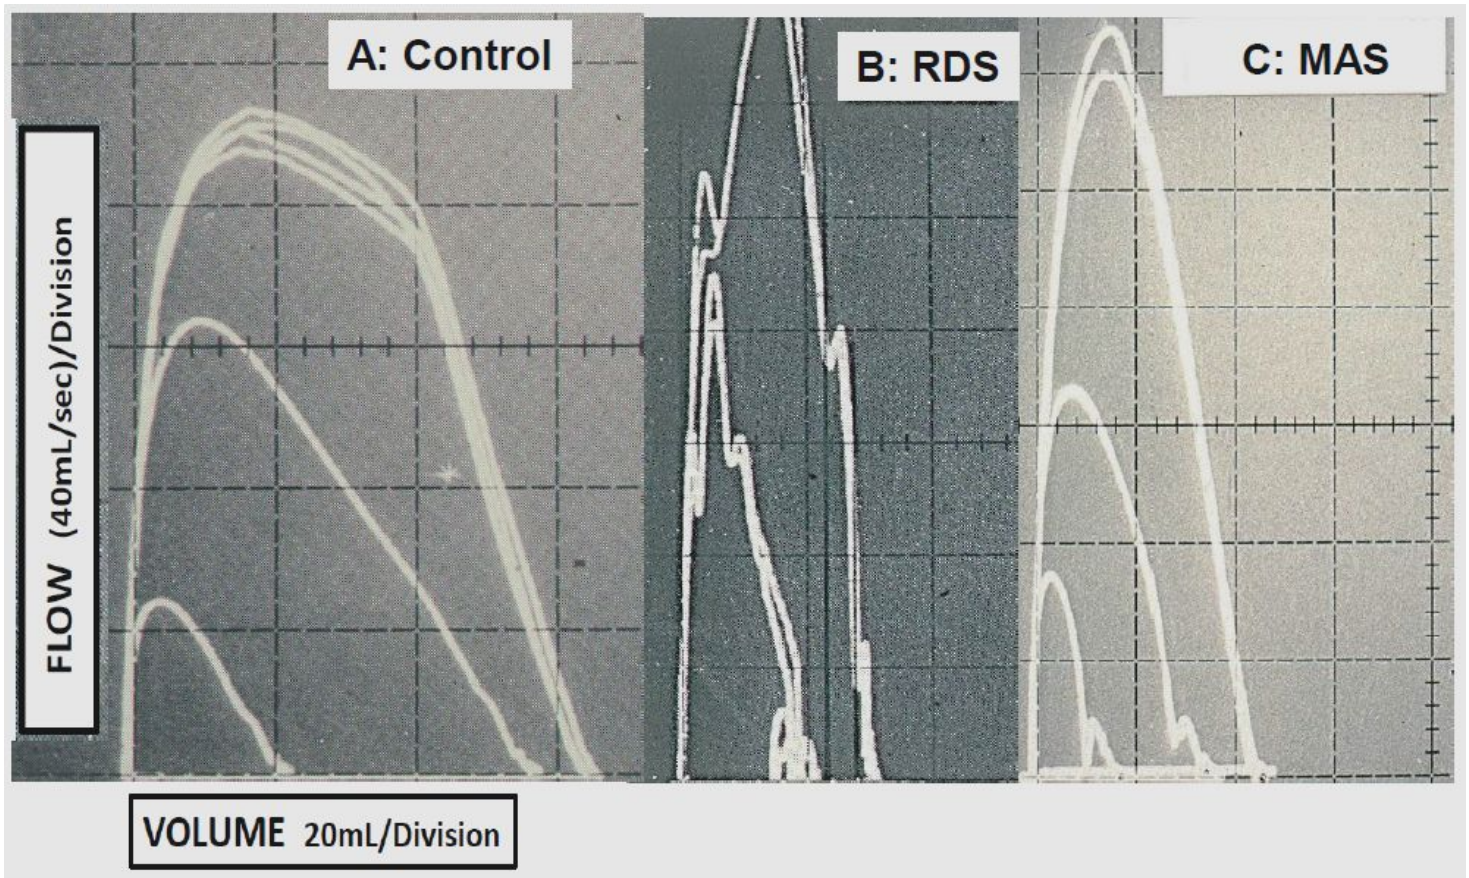 A: Control
B: RDS
C: MAS
FLOW (40mL/sec)/Division
VOLUME 20mL/Division